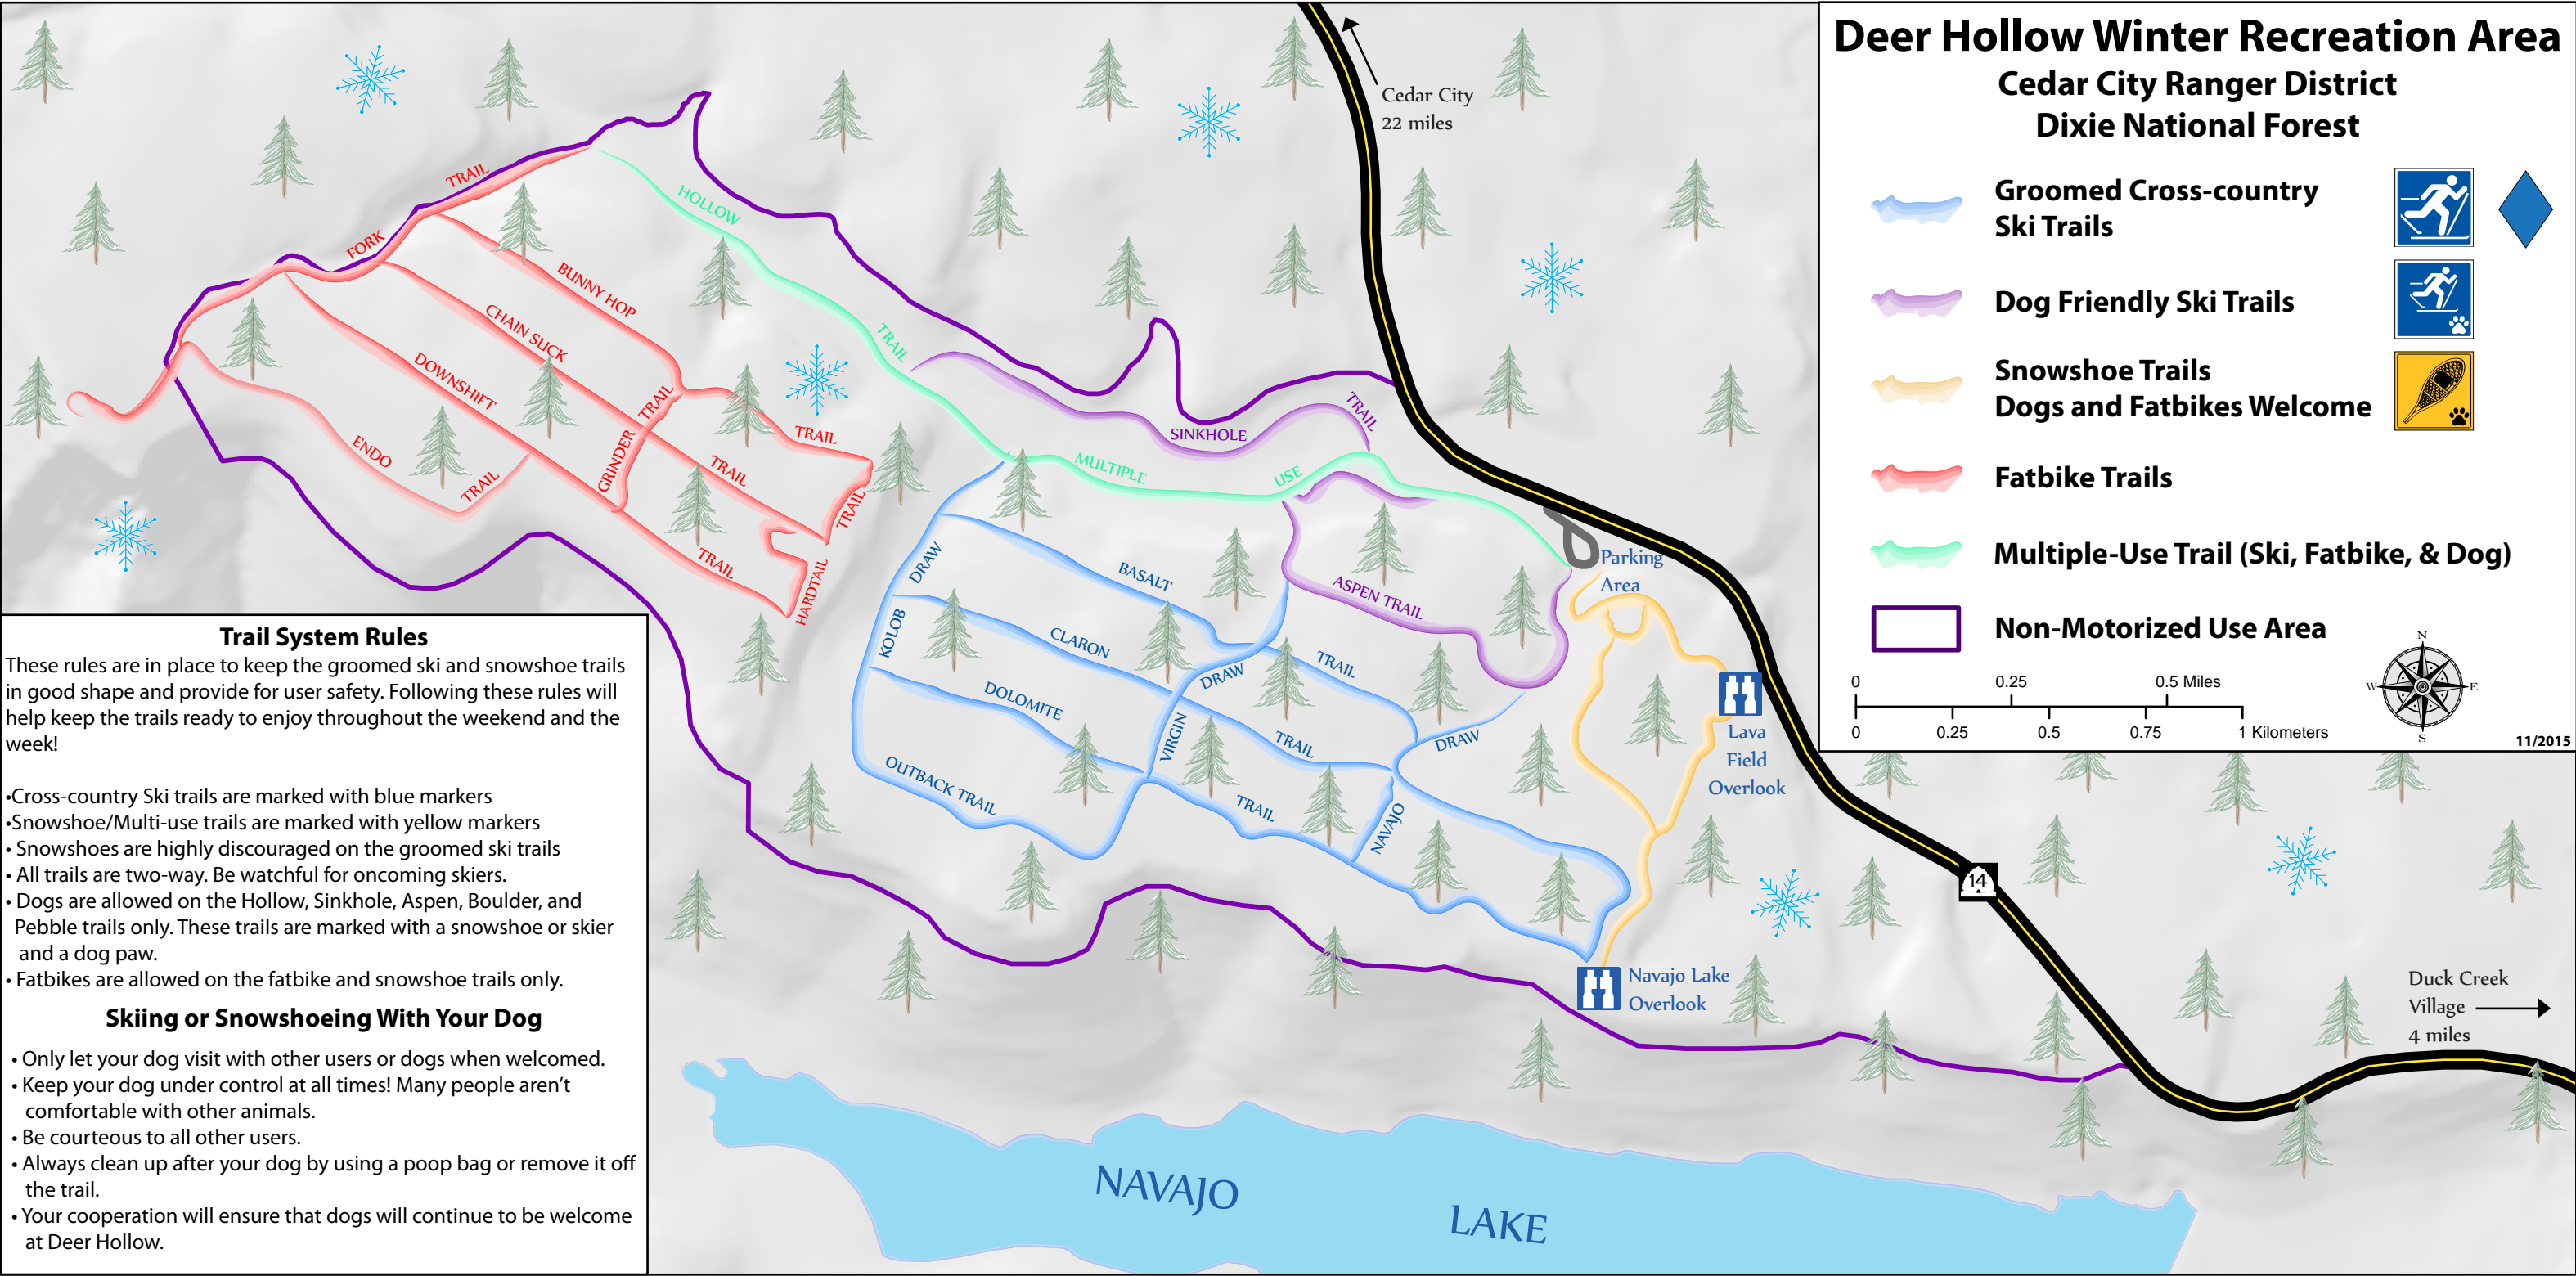 Deer Hollow Winter Recreation Area
Cedar City Ranger District
Dixie National Forest
Groomed Cross-country
Ski Trails
Dog Friendly Ski Trails
Snowshoe Trails
Dogs and Fatbikes Welcome
Fatbike Trails
Multiple-Use Trail (Ski, Fatbike, & Dog)
Non-Motorized Use Area
0 0.25 0.5 Miles
0 0.25 0.5 0.75 1 Kilometers
N
W E
S
11/2015
Cedar City
22 miles
FORK TRAIL
HOLLOW TRAIL
MULTIPLE USE
BUNNY HOP TRAIL
CHAIN SUCK TRAIL
DOWNSHIFT TRAIL
ENDO TRAIL
GRINDER TRAIL
HARDTAIL TRAIL
SINKHOLE TRAIL
ASPEN TRAIL
Parking
Area
KOLOB DRAW
BASALT TRAIL
CLARON TRAIL
DOLOMITE TRAIL
VIRGIN DRAW
OUTBACK TRAIL
NAVAJO DRAW
Lava
Field
Overlook
Navajo Lake
Overlook
14
Duck Creek
Village
4 miles
NAVAJO LAKE
Trail System Rules
These rules are in place to keep the groomed ski and snowshoe trails
in good shape and provide for user safety. Following these rules will
help keep the trails ready to enjoy throughout the weekend and the
week!
•Cross-country Ski trails are marked with blue markers
•Snowshoe/Multi-use trails are marked with yellow markers
• Snowshoes are highly discouraged on the groomed ski trails
• All trails are two-way. Be watchful for oncoming skiers.
• Dogs are allowed on the Hollow, Sinkhole, Aspen, Boulder, and
Pebble trails only. These trails are marked with a snowshoe or skier
and a dog paw.
• Fatbikes are allowed on the fatbike and snowshoe trails only.
Skiing or Snowshoeing With Your Dog
• Only let your dog visit with other users or dogs when welcomed.
• Keep your dog under control at all times! Many people aren't
comfortable with other animals.
• Be courteous to all other users.
• Always clean up after your dog by using a poop bag or remove it off
the trail.
• Your cooperation will ensure that dogs will continue to be welcome
at Deer Hollow.